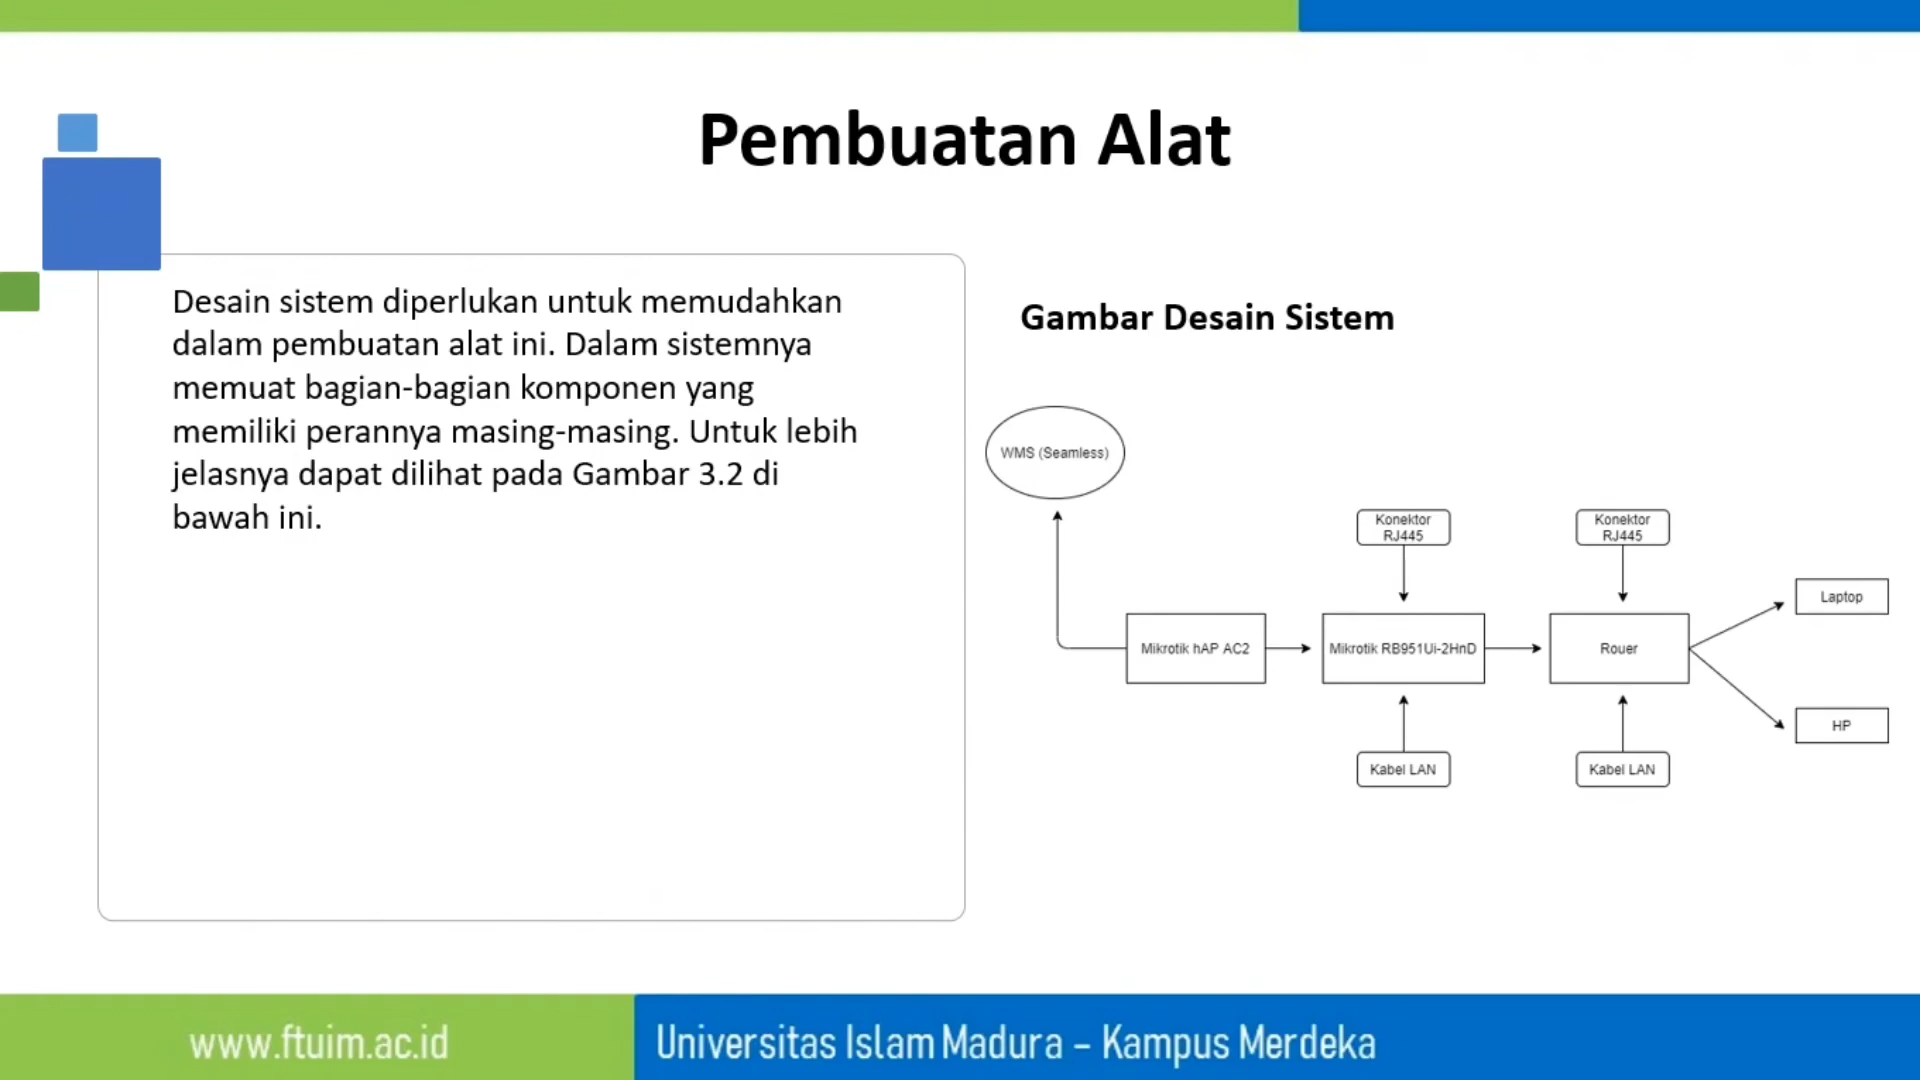 Pembuatan Alat
Desain sistem diperlukan untuk memudahkan
dalam pembuatan alat ini. Dalam sistemnya
memuat bagian-bagian komponen yang
memiliki perannya masing-masing. Untuk lebih
jelasnya dapat dilihat pada Gambar 3.2 di
bawah ini.
Gambar Desain Sistem
WMS (Seamless)
Konektor
RJ445
Konektor
RJ445
Laptop
Mikrotik hAP AC2
Mikrotik RB951Ui-2HnD
Rouer
HP
Kabel LAN
Kabel LAN
www.ftuim.ac.id
Universitas Islam Madura – Kampus Merdeka